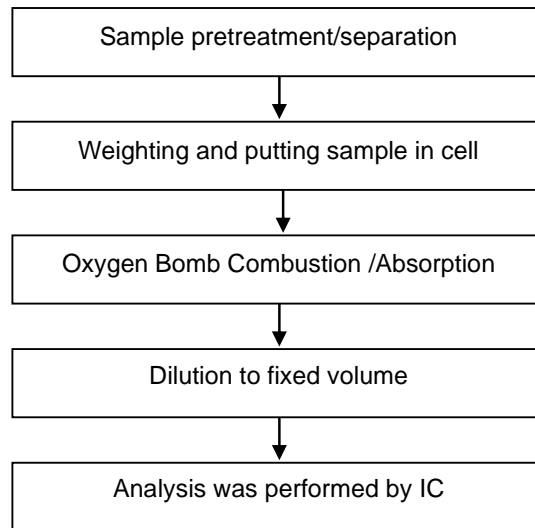 Sample pretreatment/separation
Weighting and putting sample in cell
Oxygen Bomb Combustion /Absorption
Dilution to fixed volume
Analysis was performed by IC